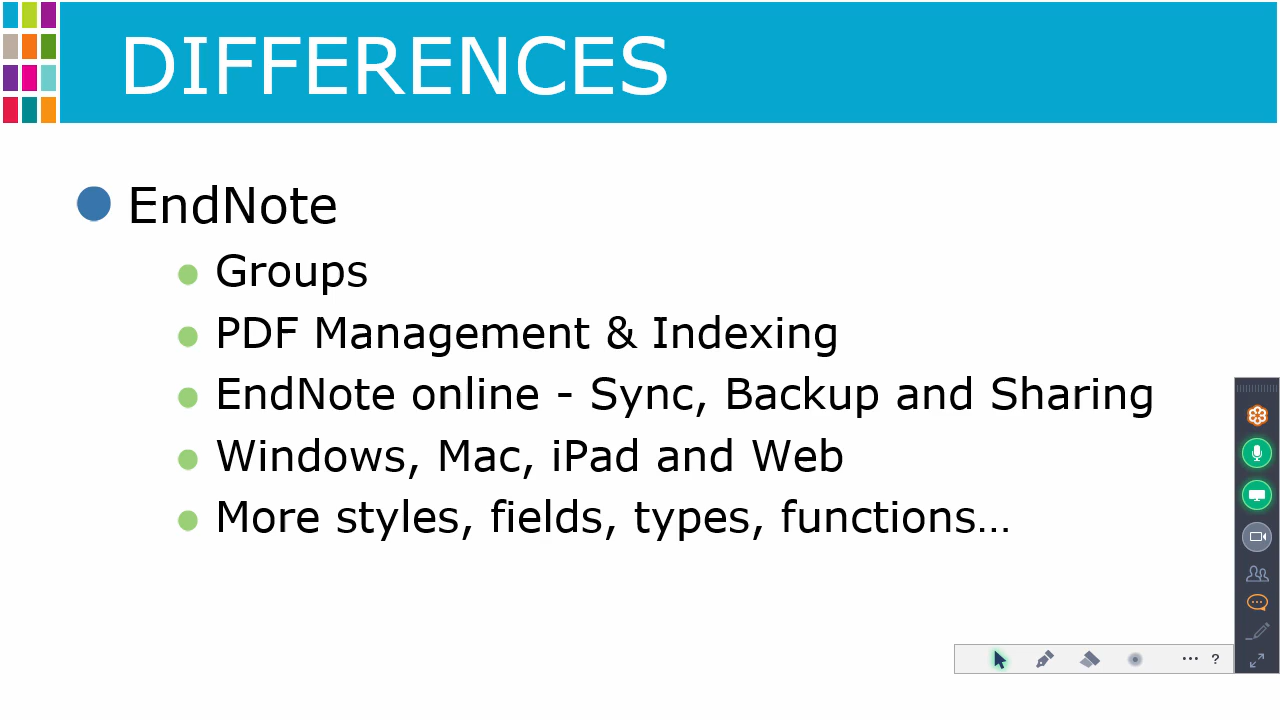 DIFFERENCES
EndNote
Groups
PDF Management & Indexing
EndNote online - Sync, Backup and Sharing
Windows, Mac, iPad and Web
More styles, fields, types, functions…
?